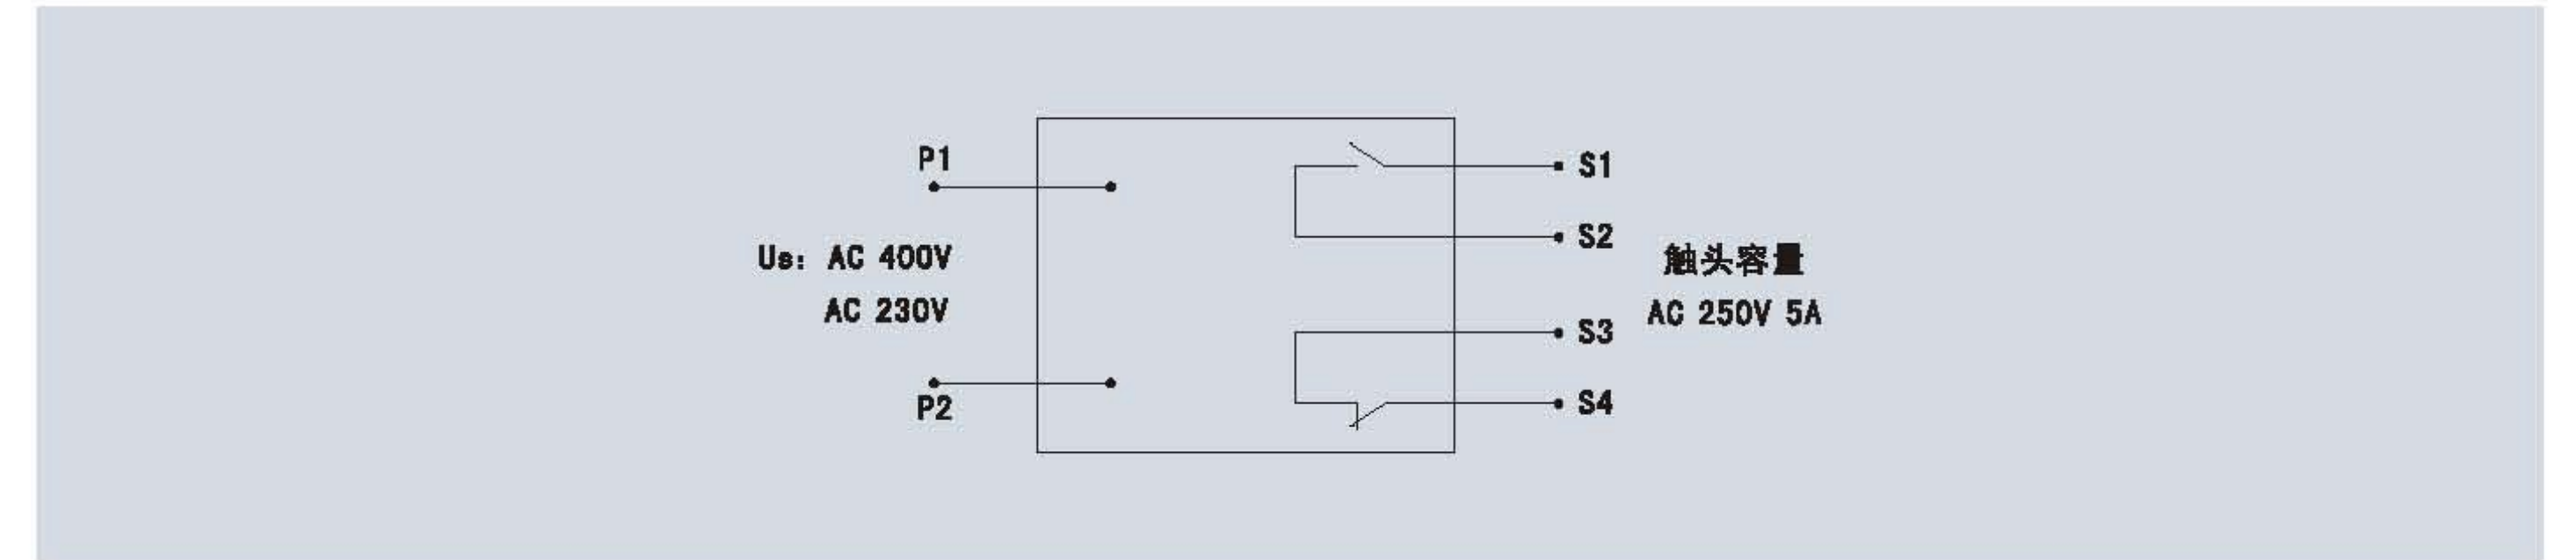 P1
S1
S2
Us: AC 400V
触头容量
AC 230V
AC 250V 5A
S3
P2
S4